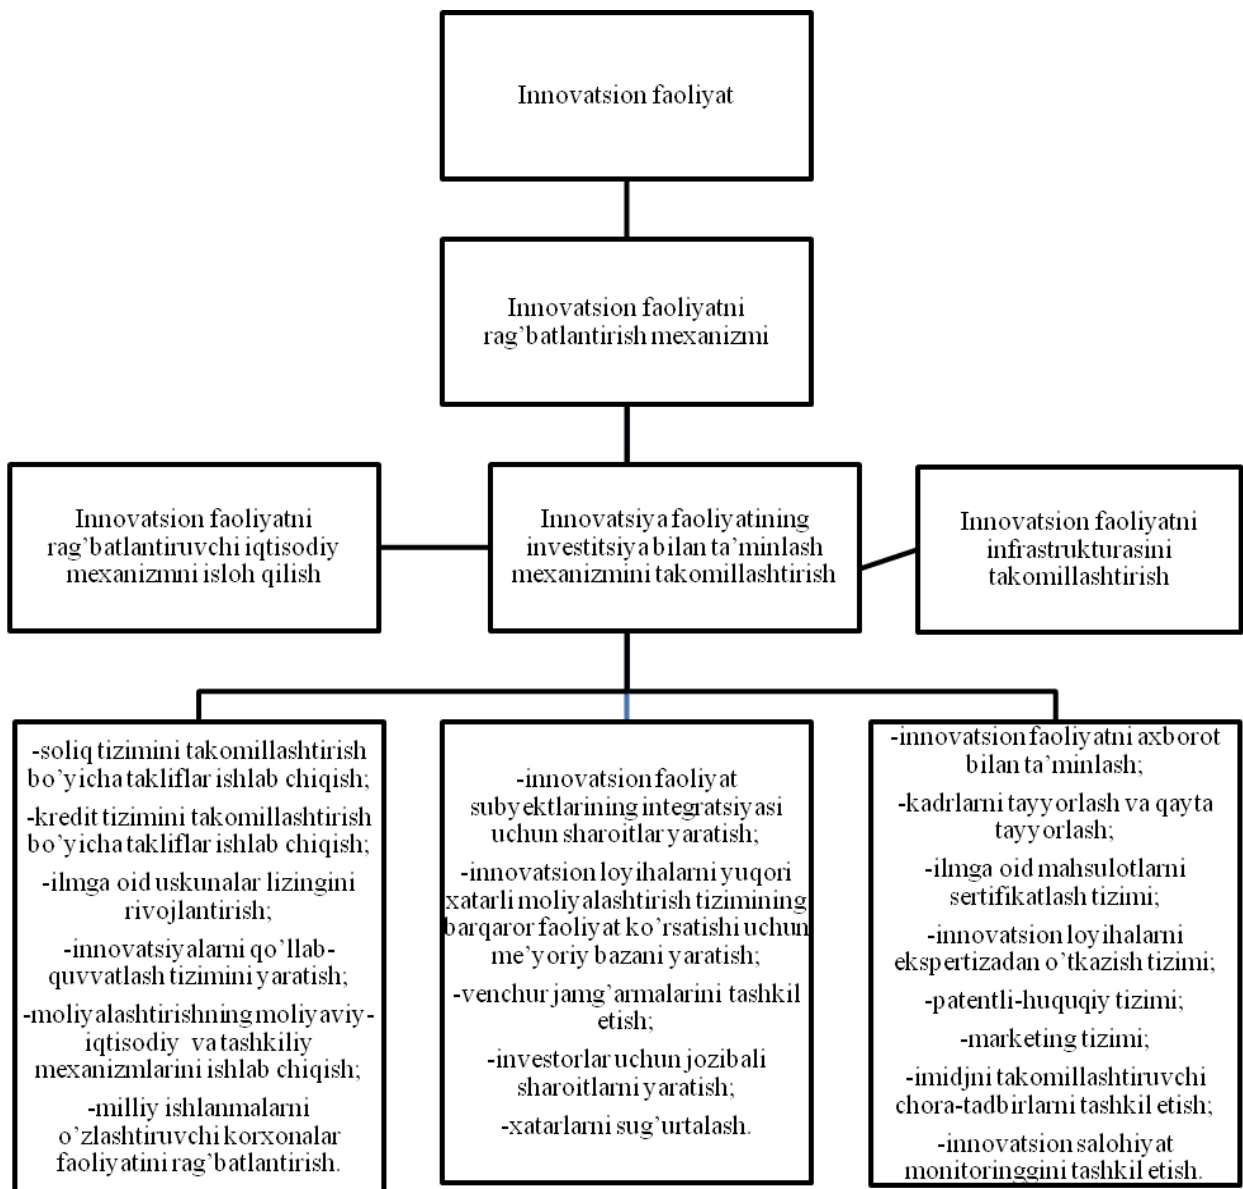 Innovatsion faoliyat
Innovatsion faoliyatni
rag’batlantirish mexanizmi
Innovatsion faoliyatni
rag’batlantiruvchi iqtisodiy
mexanizmni isloh qilish
Innovatsiya faoliyatining
investitsiya bilan ta’minlash
mexanizmini takomillashtirish
Innovatsion faoliyatni
infrastrukturasini
takomillashtirish
-soliq tizimini takomillashtirish
bo’yicha takliflar ishlab chiqish;
-kredit tizimini takomillashtirish
bo’yicha takliflar ishlab chiqish;
-ilmga oid uskunalar lizingini
rivojlantirish;
-innovatsiyalarni qo’llab-
quvvatlash tizimini yaratish;
-moliyalashtirishning moliyaviy-
iqtisodiy va tashkiliy
mexanizmlarini ishlab chiqish;
-milliy ishlanmalarni
o’zlashtiruvchi korxonalar
faoliyatini rag’batlantirish.
-innovatsion faoliyat
subyektlarining integratsiyasi
uchun sharoitlar yaratish;
-innovatsion loyihalarni yuqori
xatarli moliyalashtirish tizimining
barqaror faoliyat ko’rsatishi uchun
me’yoriy bazani yaratish;
-venchur jamg’armalarini tashkil
etish;
-investorlar uchun jozibali
sharoitlarni yaratish;
-xatarlarni sug’urtalash.
-innovatsion faoliyatni axborot
bilan ta’minlash;
-kadrlarni tayyorlash va qayta
tayyorlash;
-ilmga oid mahsulotlarni
sertifikatlash tizimi;
-innovatsion loyihalarni
ekspertizadan o’tkazish tizimi;
-patentli-huquqiy tizimi;
-marketing tizimi;
-imidjni takomillashtiruvchi
chora-tadbirlarni tashkil etish;
-innovatsion salohiyat
monitoringgini tashkil etish.